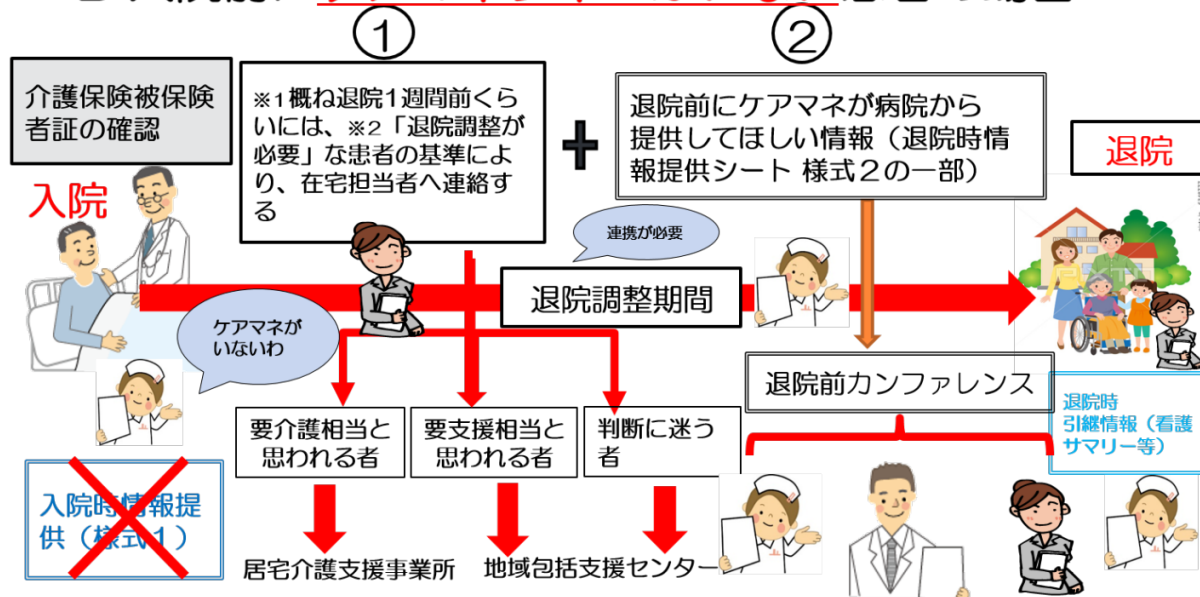 ①
②
介護保険被保険
者証の確認
※1概ね退院1週間前くら
いには、※2「退院調整が
必要」な患者の基準によ
り、在宅担当者へ連絡す
る
+
退院前にケアマネが病院から
提供してほしい情報（退院時情
報提供シート 様式２の一部）
退院
入院
連携が必要
退院調整期間
ケアマネが
いないわ
退院前カンファレンス
要介護相当と
思われる者
要支援相当と
思われる者
判断に迷う
者
退院時
引継情報（看護
サマリー等）
入院時情報提
供（様式１）
居宅介護支援事業所
地域包括支援センター